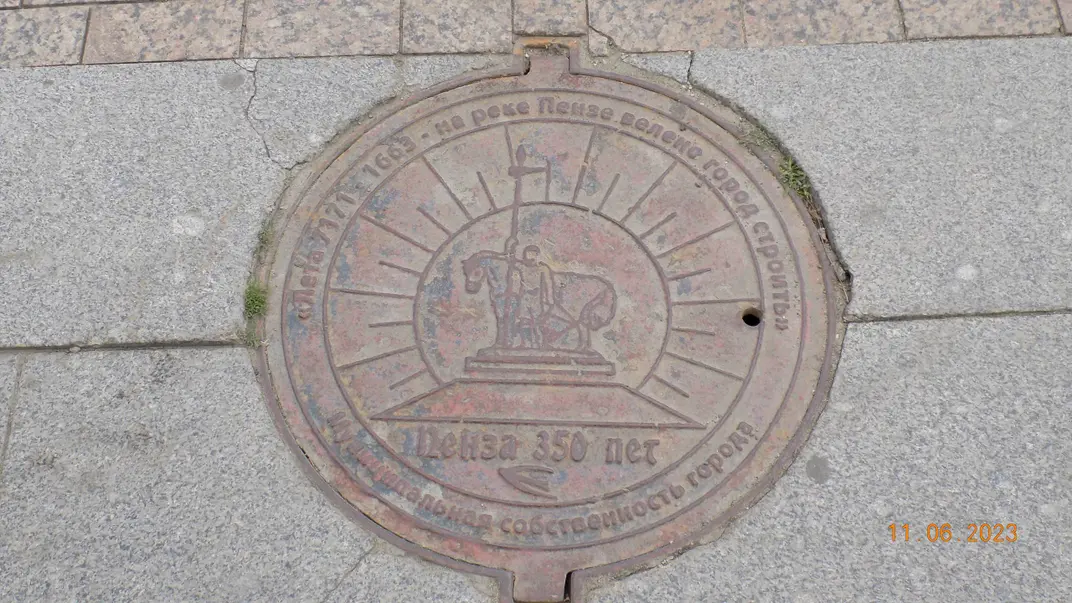 «Лета 7171 - 1663 - на реке Пензе велено город строить»
Пенза 350 лет
Муниципальная собственность города
11 06 2023